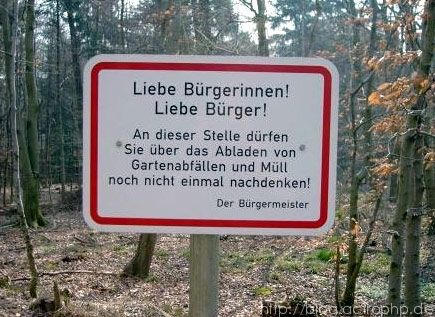 Liebe Bürgerinnen!
Liebe Bürger!
An dieser Stelle dürfen
Sie über das Abladen von
Gartenabfällen und Müll
noch nicht einmal nachdenken!
Der Bürgermeister